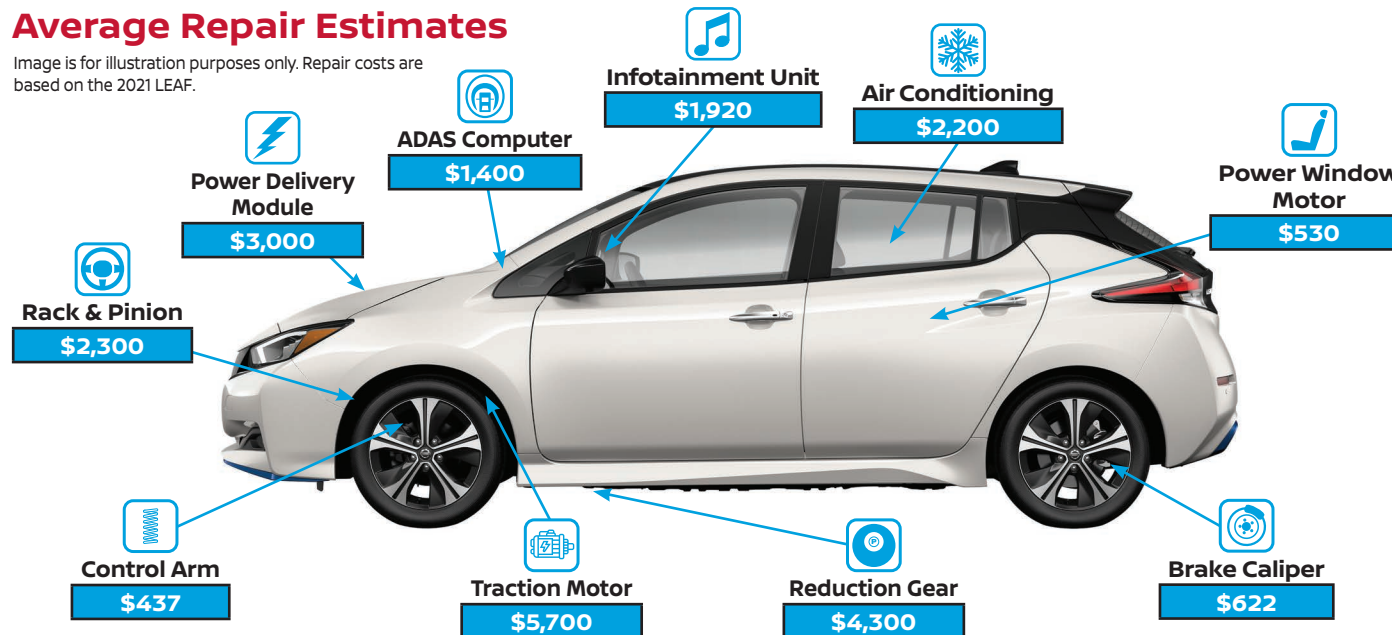 Average Repair Estimates
Image is for illustration purposes only. Repair costs are
based on the 2021 LEAF.
Infotainment Unit
$1,920
Air Conditioning
$2,200
ADAS Computer
$1,400
Power Window
Motor
$530
Power Delivery
Module
$3,000
Rack & Pinion
$2,300
Control Arm
$437
Traction Motor
$5,700
P
Reduction Gear
$4,300
Brake Caliper
$622